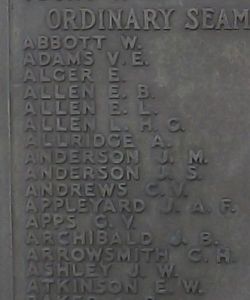 ORDINARY SEAM
ABBOTT W.
ADAMS V. E.
ALGER E.
ALLEN E. B.
ALLEN E. L.
ALLEN L. H. G.
ALLRIDGE A.
ANDERSON J. M.
ANDERSON J. S.
ANDREWS C. V.
APPLEYARD J. A. F.
APPS G. V.
ARCHIBALD J. B.
ARROWSMITH C. H.
ASHLEY J. W.
ATKINSON E. W.